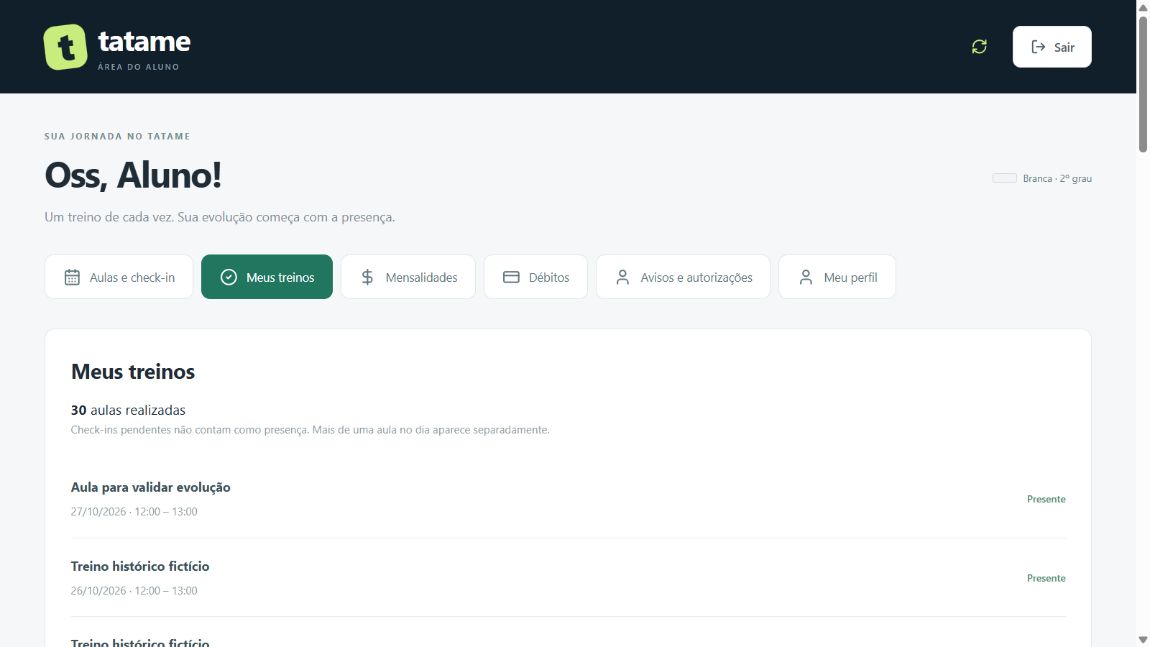 t tatame
ÁREA DO ALUNO
Sair
SUA JORNADA NO TATAME
Oss, Aluno!
Branca · 2º grau
Um treino de cada vez. Sua evolução começa com a presença.
Aulas e check-in
Meus treinos
Mensalidades
Débitos
Avisos e autorizações
Meu perfil
Meus treinos
30 aulas realizadas
Check-ins pendentes não contam como presença. Mais de uma aula no dia aparece separadamente.
Aula para validar evolução
27/10/2026 · 12:00 – 13:00
Presente
Treino histórico fictício
26/10/2026 · 12:00 – 13:00
Presente
Treino histórico fictício